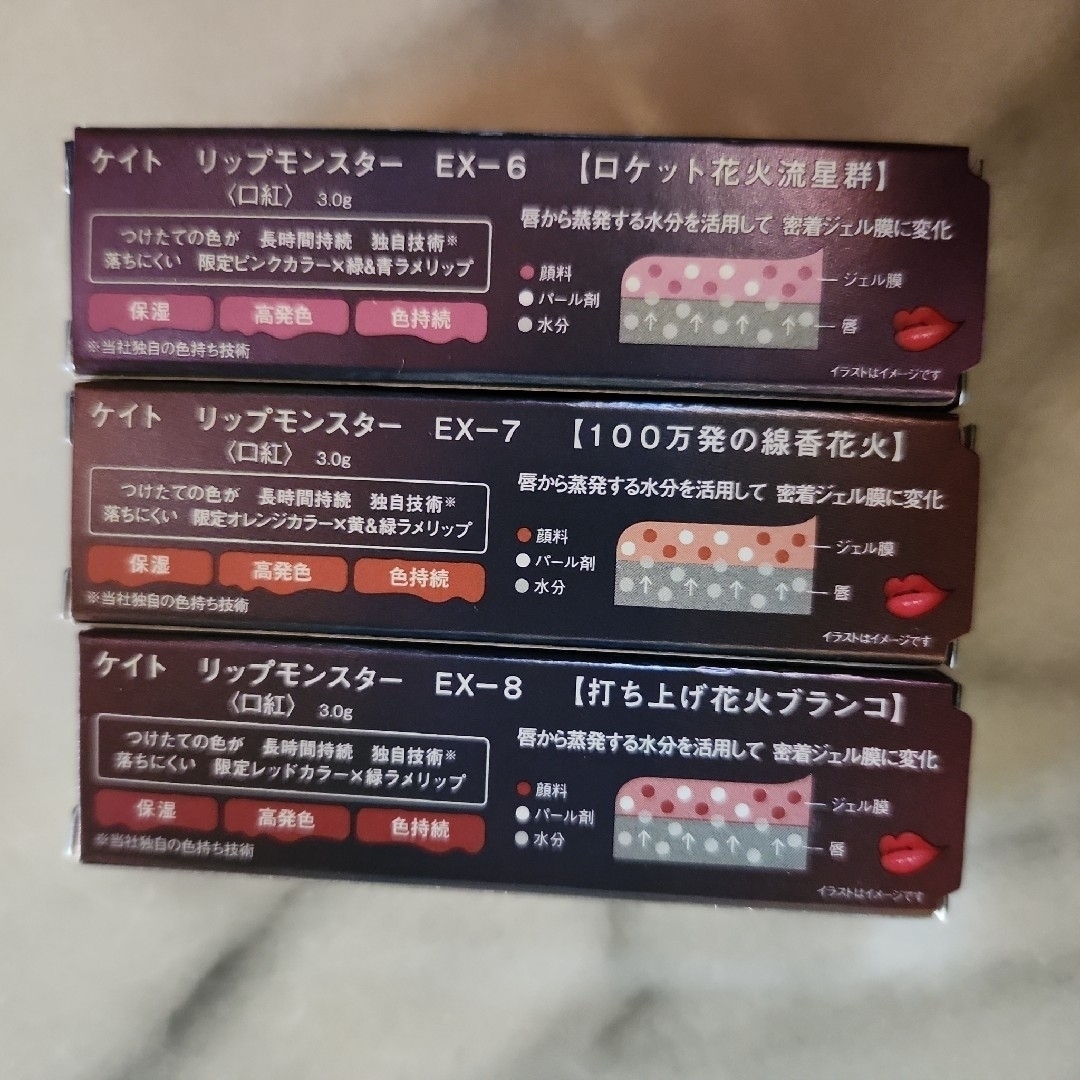 ケイト リップモンスター EX-6 【ロケット花火流星群】
〈口紅〉 3.0g
つけたての色が 長時間持続 独自技術※
落ちにくい 限定ピンクカラー×緑&青ラメリップ
保湿 高発色 色持続
※当社独自の色持ち技術
唇から蒸発する水分を活用して 密着ジェル膜に変化
顔料
パール剤
水分
ジェル膜
唇
イラストはイメージです
ケイト リップモンスター EX-7 【100万発の線香花火】
〈口紅〉 3.0g
つけたての色が 長時間持続 独自技術※
落ちにくい 限定オレンジカラー×黄&緑ラメリップ
保湿 高発色 色持続
※当社独自の色持ち技術
唇から蒸発する水分を活用して 密着ジェル膜に変化
顔料
パール剤
水分
ジェル膜
唇
イラストはイメージです
ケイト リップモンスター EX-8 【打ち上げ花火ブランコ】
〈口紅〉 3.0g
つけたての色が 長時間持続 独自技術※
落ちにくい 限定レッドカラー×緑ラメリップ
保湿 高発色 色持続
※当社独自の色持ち技術
唇から蒸発する水分を活用して 密着ジェル膜に変化
顔料
パール剤
水分
ジェル膜
唇
イラストはイメージです